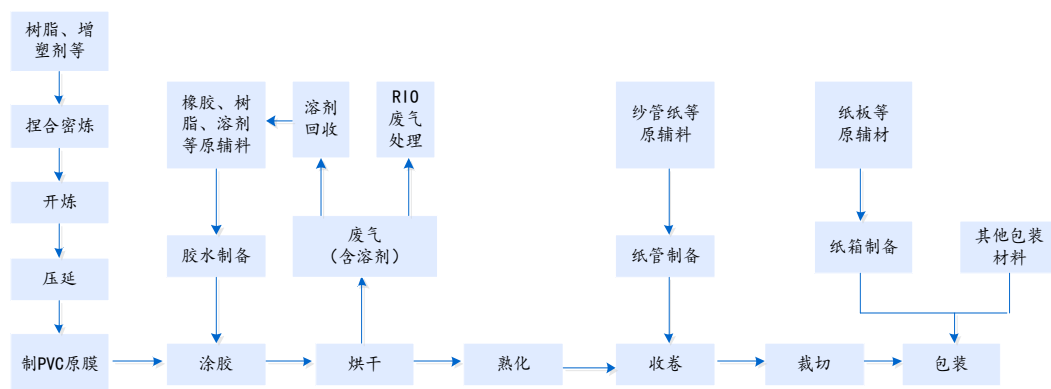 树脂、增
塑剂等
捏合密炼
开炼
压延
制PVC原膜
橡胶、树
脂、溶剂
等原辅料
胶水制备
涂胶
溶剂
回收
RIO
废气
处理
废气
（含溶剂）
烘干
熟化
纱管纸等
原辅料
纸管制备
收卷
裁切
纸板等
原辅材
纸箱制备
其他包装
材料
包装